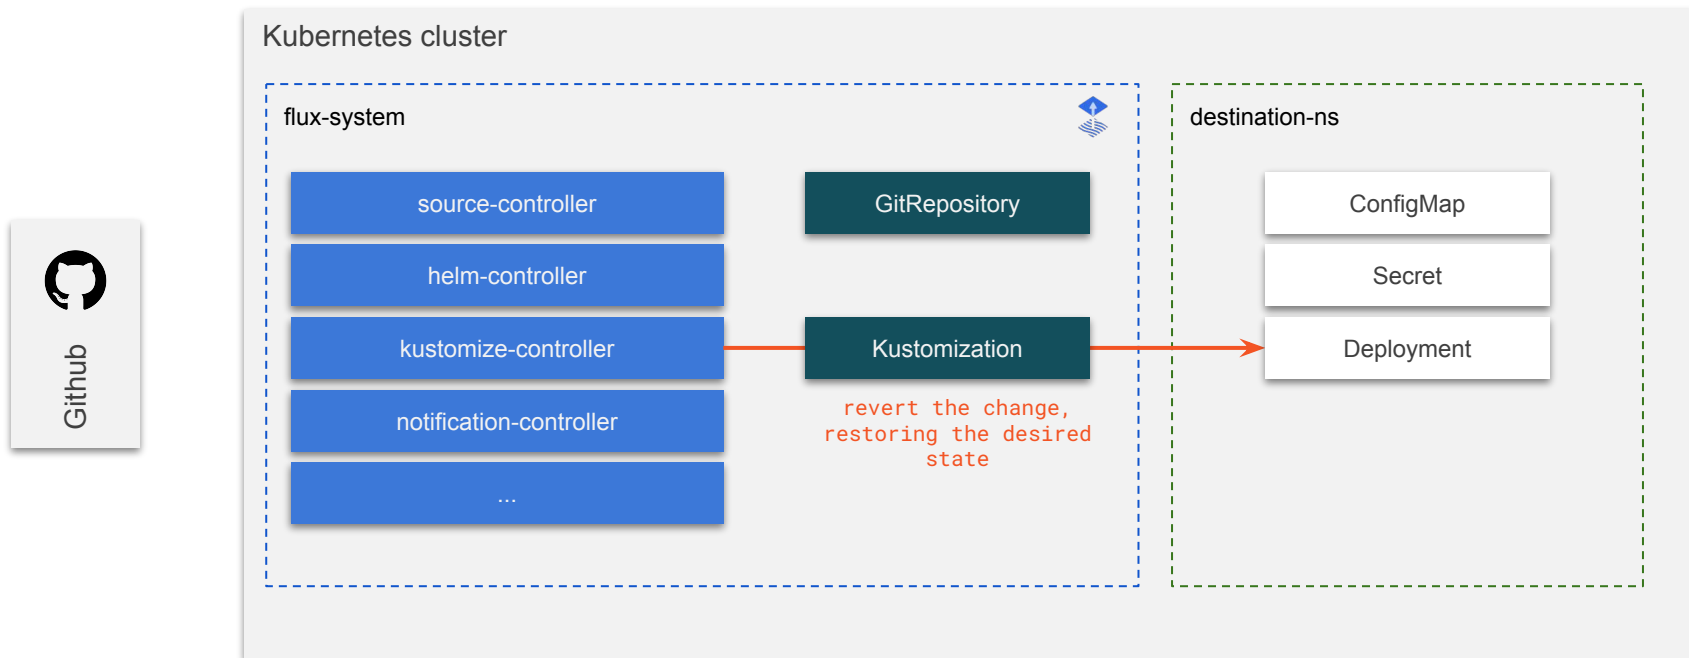 Kubernetes cluster
flux-system
destination-ns
source-controller
GitRepository
ConfigMap
helm-controller
Secret
kustomize-controller
Kustomization
Deployment
Github
notification-controller
revert the change,
restoring the desired
state
...